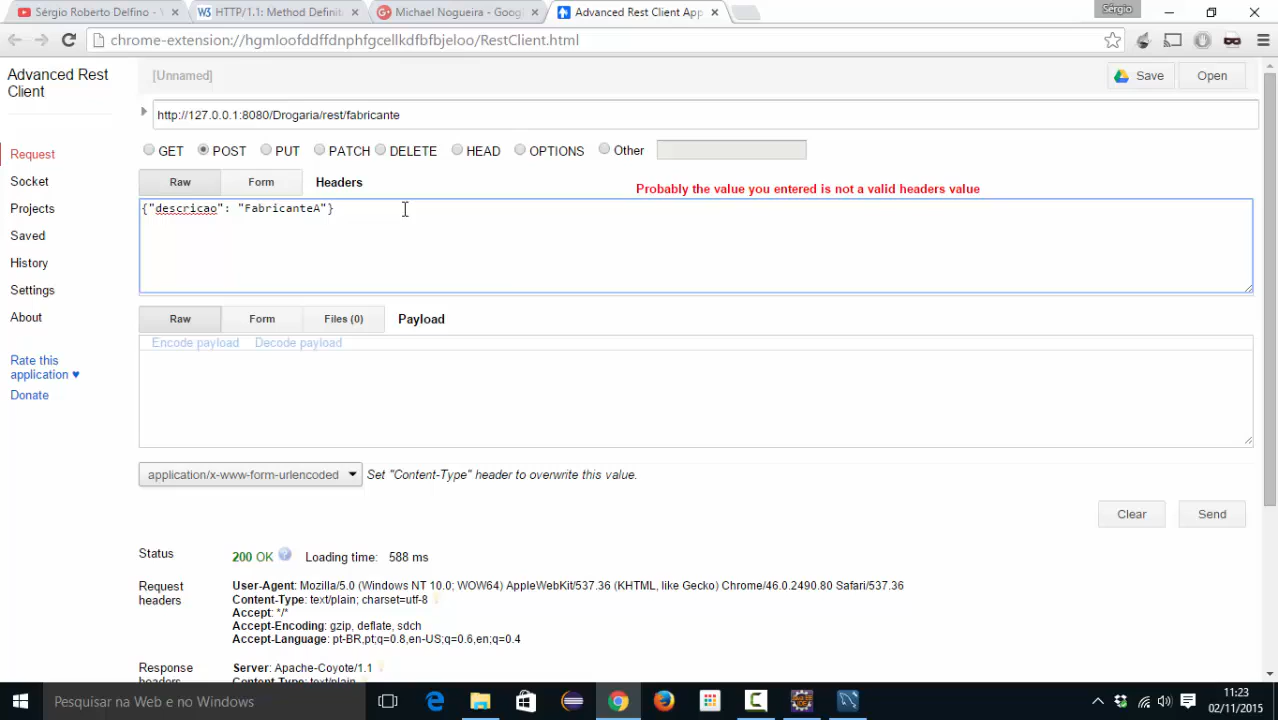 Sérgio Roberto Delfino - Y
HTTP/1.1: Method Definit
Michael Nogueira - Goog
Advanced Rest Client App
Sérgio
chrome-extension://hgmloofddffdnphfgcellkdfbfbjeloo/RestClient.html
Advanced Rest
Client
[Unnamed]
Save
Open
http://127.0.0.1:8080/Drogaria/rest/fabricante
Request
GET POST PUT PATCH DELETE HEAD OPTIONS Other
Socket
Raw Form Headers
Probably the value you entered is not a valid headers value
Projects
{"descricao": "FabricanteA"}
Saved
History
Settings
About
Raw Form Files (0) Payload
Encode payload Decode payload
Rate this
application ♥
Donate
application/x-www-form-urlencoded
Set "Content-Type" header to overwrite this value.
Clear
Send
Status
200 OK Loading time: 588 ms
Request
headers
User-Agent: Mozilla/5.0 (Windows NT 10.0; WOW64) AppleWebKit/537.36 (KHTML, like Gecko) Chrome/46.0.2490.80 Safari/537.36
Content-Type: text/plain; charset=utf-8
Accept: */*
Accept-Encoding: gzip, deflate, sdch
Accept-Language: pt-BR,pt;q=0.8,en-US;q=0.6,en;q=0.4
Response
headers
Server: Apache-Coyote/1.1
Content-Type: text/plain
Pesquisar na Web e no Windows
11:23
02/11/2015